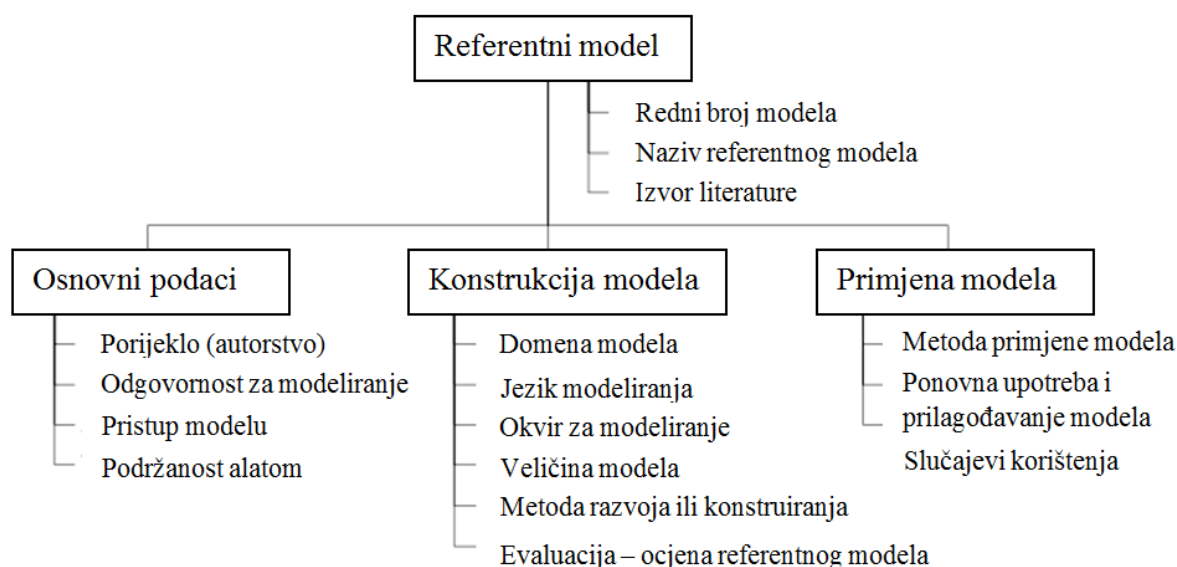 Referentni model
Redni broj modela
Naziv referentnog modela
Izvor literature
Osnovni podaci
Porijeklo (autorstvo)
Odgovornost za modeliranje
Pristup modelu
Podržanost alatom
Konstrukcija modela
Domena modela
Jezik modeliranja
Okvir za modeliranje
Veličina modela
Metoda razvoja ili konstruiranja
Evaluacija – ocjena referentnog modela
Primjena modela
Metoda primjene modela
Ponovna upotreba i
prilagođavanje modela
Slučajevi korištenja